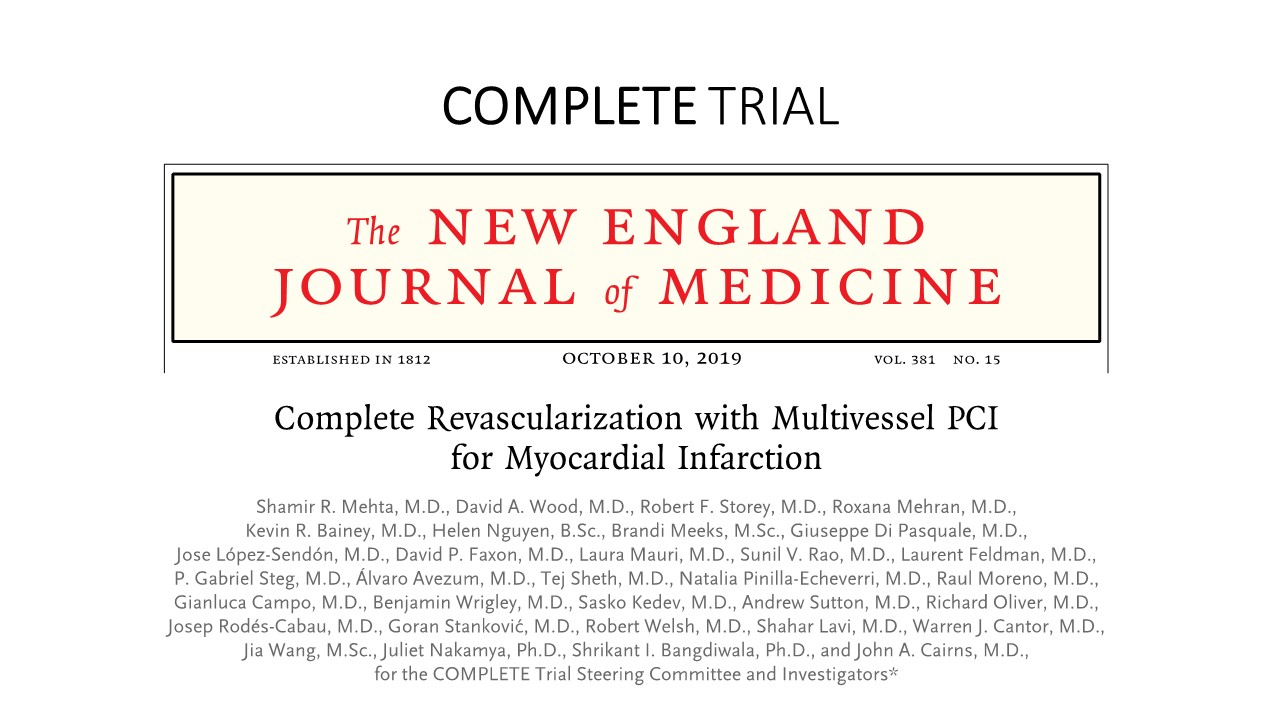 COMPLETE TRIAL
The NEW ENGLAND
JOURNAL of MEDICINE
ESTABLISHED IN 1812 OCTOBER 10, 2019 VOL. 381 NO. 15
Complete Revascularization with Multivessel PCI
for Myocardial Infarction
Shamir R. Mehta, M.D., David A. Wood, M.D., Robert F. Storey, M.D., Roxana Mehran, M.D.,
Kevin R. Bainey, M.D., Helen Nguyen, B.Sc., Brandi Meeks, M.Sc., Giuseppe Di Pasquale, M.D.,
Jose López-Sendón, M.D., David P. Faxon, M.D., Laura Mauri, M.D., Sunil V. Rao, M.D., Laurent Feldman, M.D.,
P. Gabriel Steg, M.D., Álvaro Avezum, M.D., Tej Sheth, M.D., Natalia Pinilla-Echeverri, M.D., Raul Moreno, M.D.,
Gianluca Campo, M.D., Benjamin Wrigley, M.D., Sasko Kedev, M.D., Andrew Sutton, M.D., Richard Oliver, M.D.,
Josep Rodés-Cabau, M.D., Goran Stanković, M.D., Robert Welsh, M.D., Shahar Lavi, M.D., Warren J. Cantor, M.D.,
Jia Wang, M.Sc., Juliet Nakamya, Ph.D., Shrikant I. Bangdiwala, Ph.D., and John A. Cairns, M.D.,
for the COMPLETE Trial Steering Committee and Investigators*